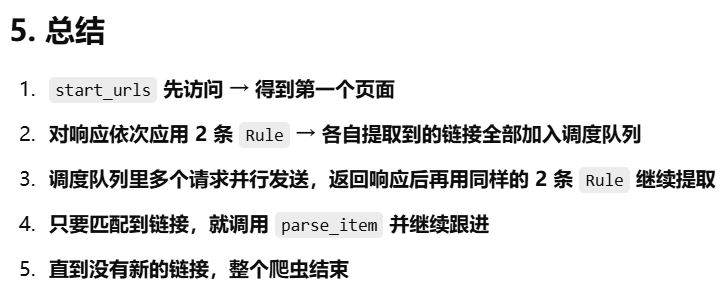 5. 总结
1. start_urls 先访问 → 得到第一个页面
2. 对响应依次应用 2 条 Rule → 各自提取到的链接全部加入调度队列
3. 调度队列里多个请求并行发送，返回响应后再用同样的 2 条 Rule 继续提取
4. 只要匹配到链接，就调用 parse_item 并继续跟进
5. 直到没有新的链接，整个爬虫结束